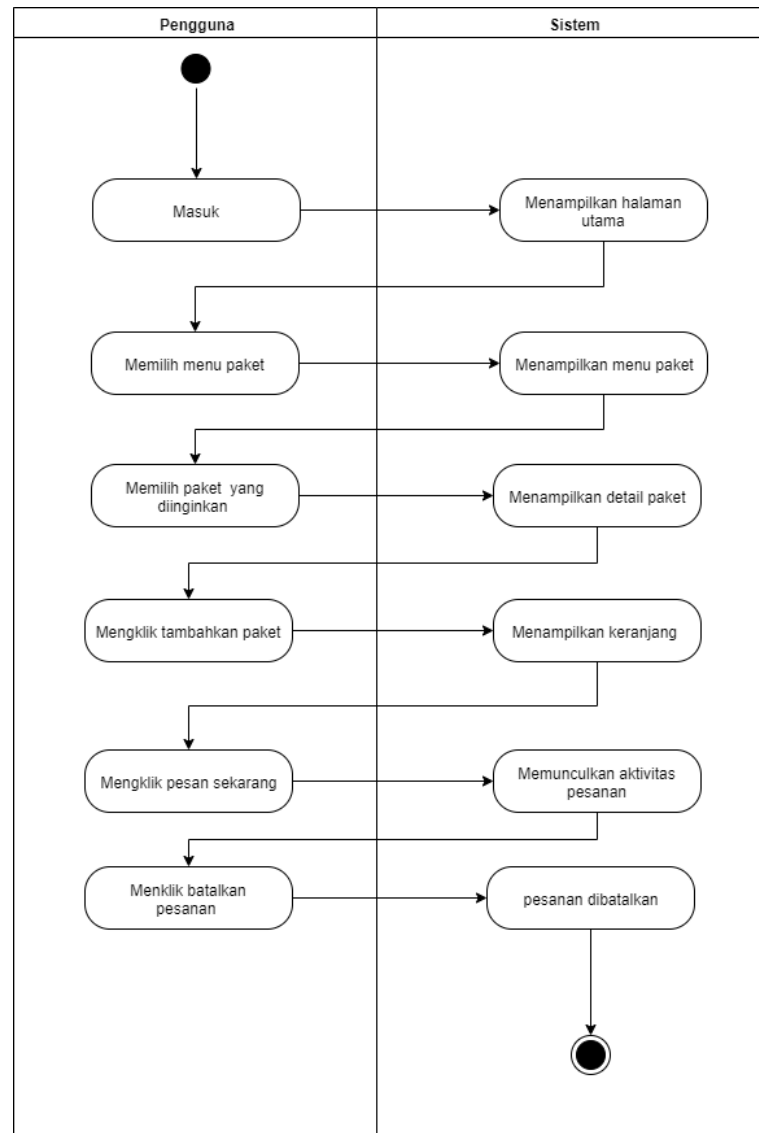 Pengguna
Sistem
Masuk
Menampilkan halaman
utama
Memilih menu paket
Menampilkan menu paket
Memilih paket yang
diinginkan
Menampilkan detail paket
Mengklik tambahkan paket
Menampilkan keranjang
Mengklik pesan sekarang
Memunculkan aktivitas
pesanan
Menklik batalkan
pesanan
pesanan dibatalkan